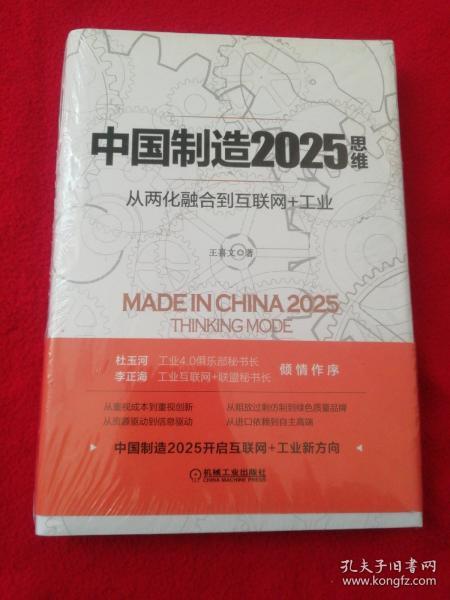 中国制造2025思维
从两化融合到互联网+工业
王喜文◎著
MADE IN CHINA 2025
THINKING MODE
杜玉河 工业4.0俱乐部秘书长
李正海 工业互联网+联盟秘书长
倾情作序
从重视成本到重视创新 从粗放过剩仿制到绿色质量品牌
从资源驱动到信息驱动 从进口依赖到自主高端
中国制造2025开启互联网+工业新方向
机械工业出版社
CHINA MACHINE PRESS
孔夫子旧书网
www.kongfz.com